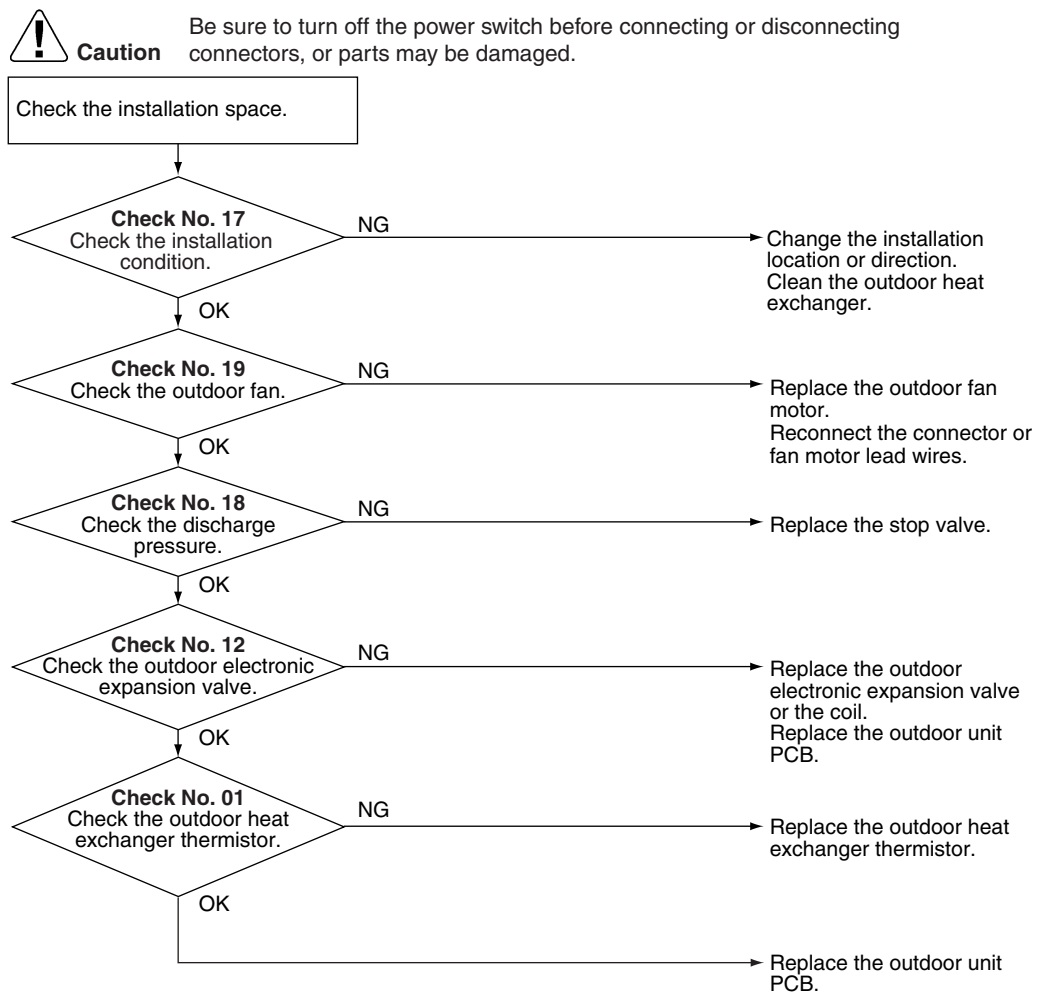 Be sure to turn off the power switch before connecting or disconnecting
Caution connectors, or parts may be damaged.
Check the installation space.
Check No. 17
Check the installation
condition.
NG
Change the installation
location or direction.
Clean the outdoor heat
exchanger.
OK
Check No. 19
Check the outdoor fan.
NG
Replace the outdoor fan
motor.
Reconnect the connector or
fan motor lead wires.
OK
Check No. 18
Check the discharge
pressure.
NG
Replace the stop valve.
OK
Check No. 12
Check the outdoor electronic
expansion valve.
NG
Replace the outdoor
electronic expansion valve
or the coil.
Replace the outdoor unit
PCB.
OK
Check No. 01
Check the outdoor heat
exchanger thermistor.
NG
Replace the outdoor heat
exchanger thermistor.
OK
Replace the outdoor unit
PCB.